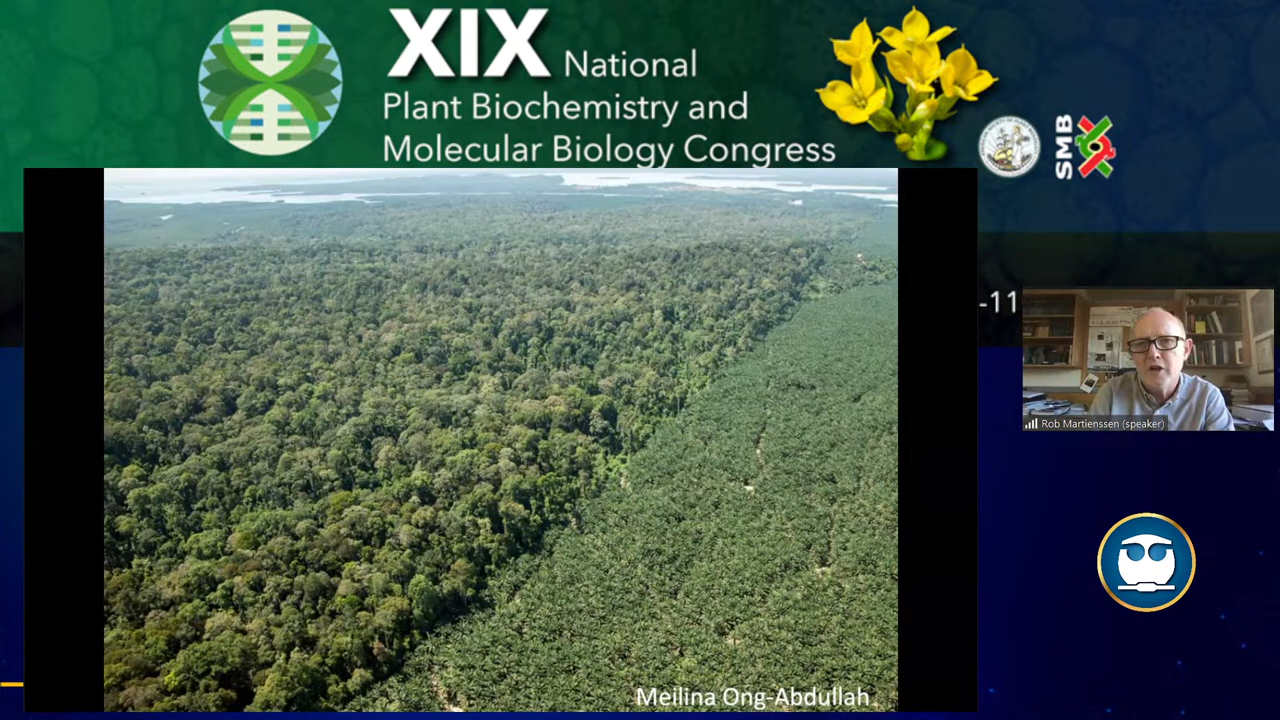 XIX National
Plant Biochemistry and
Molecular Biology Congress
SMB
-11
Rob Martienssen (speaker)
Meilina Ong-Abdullah